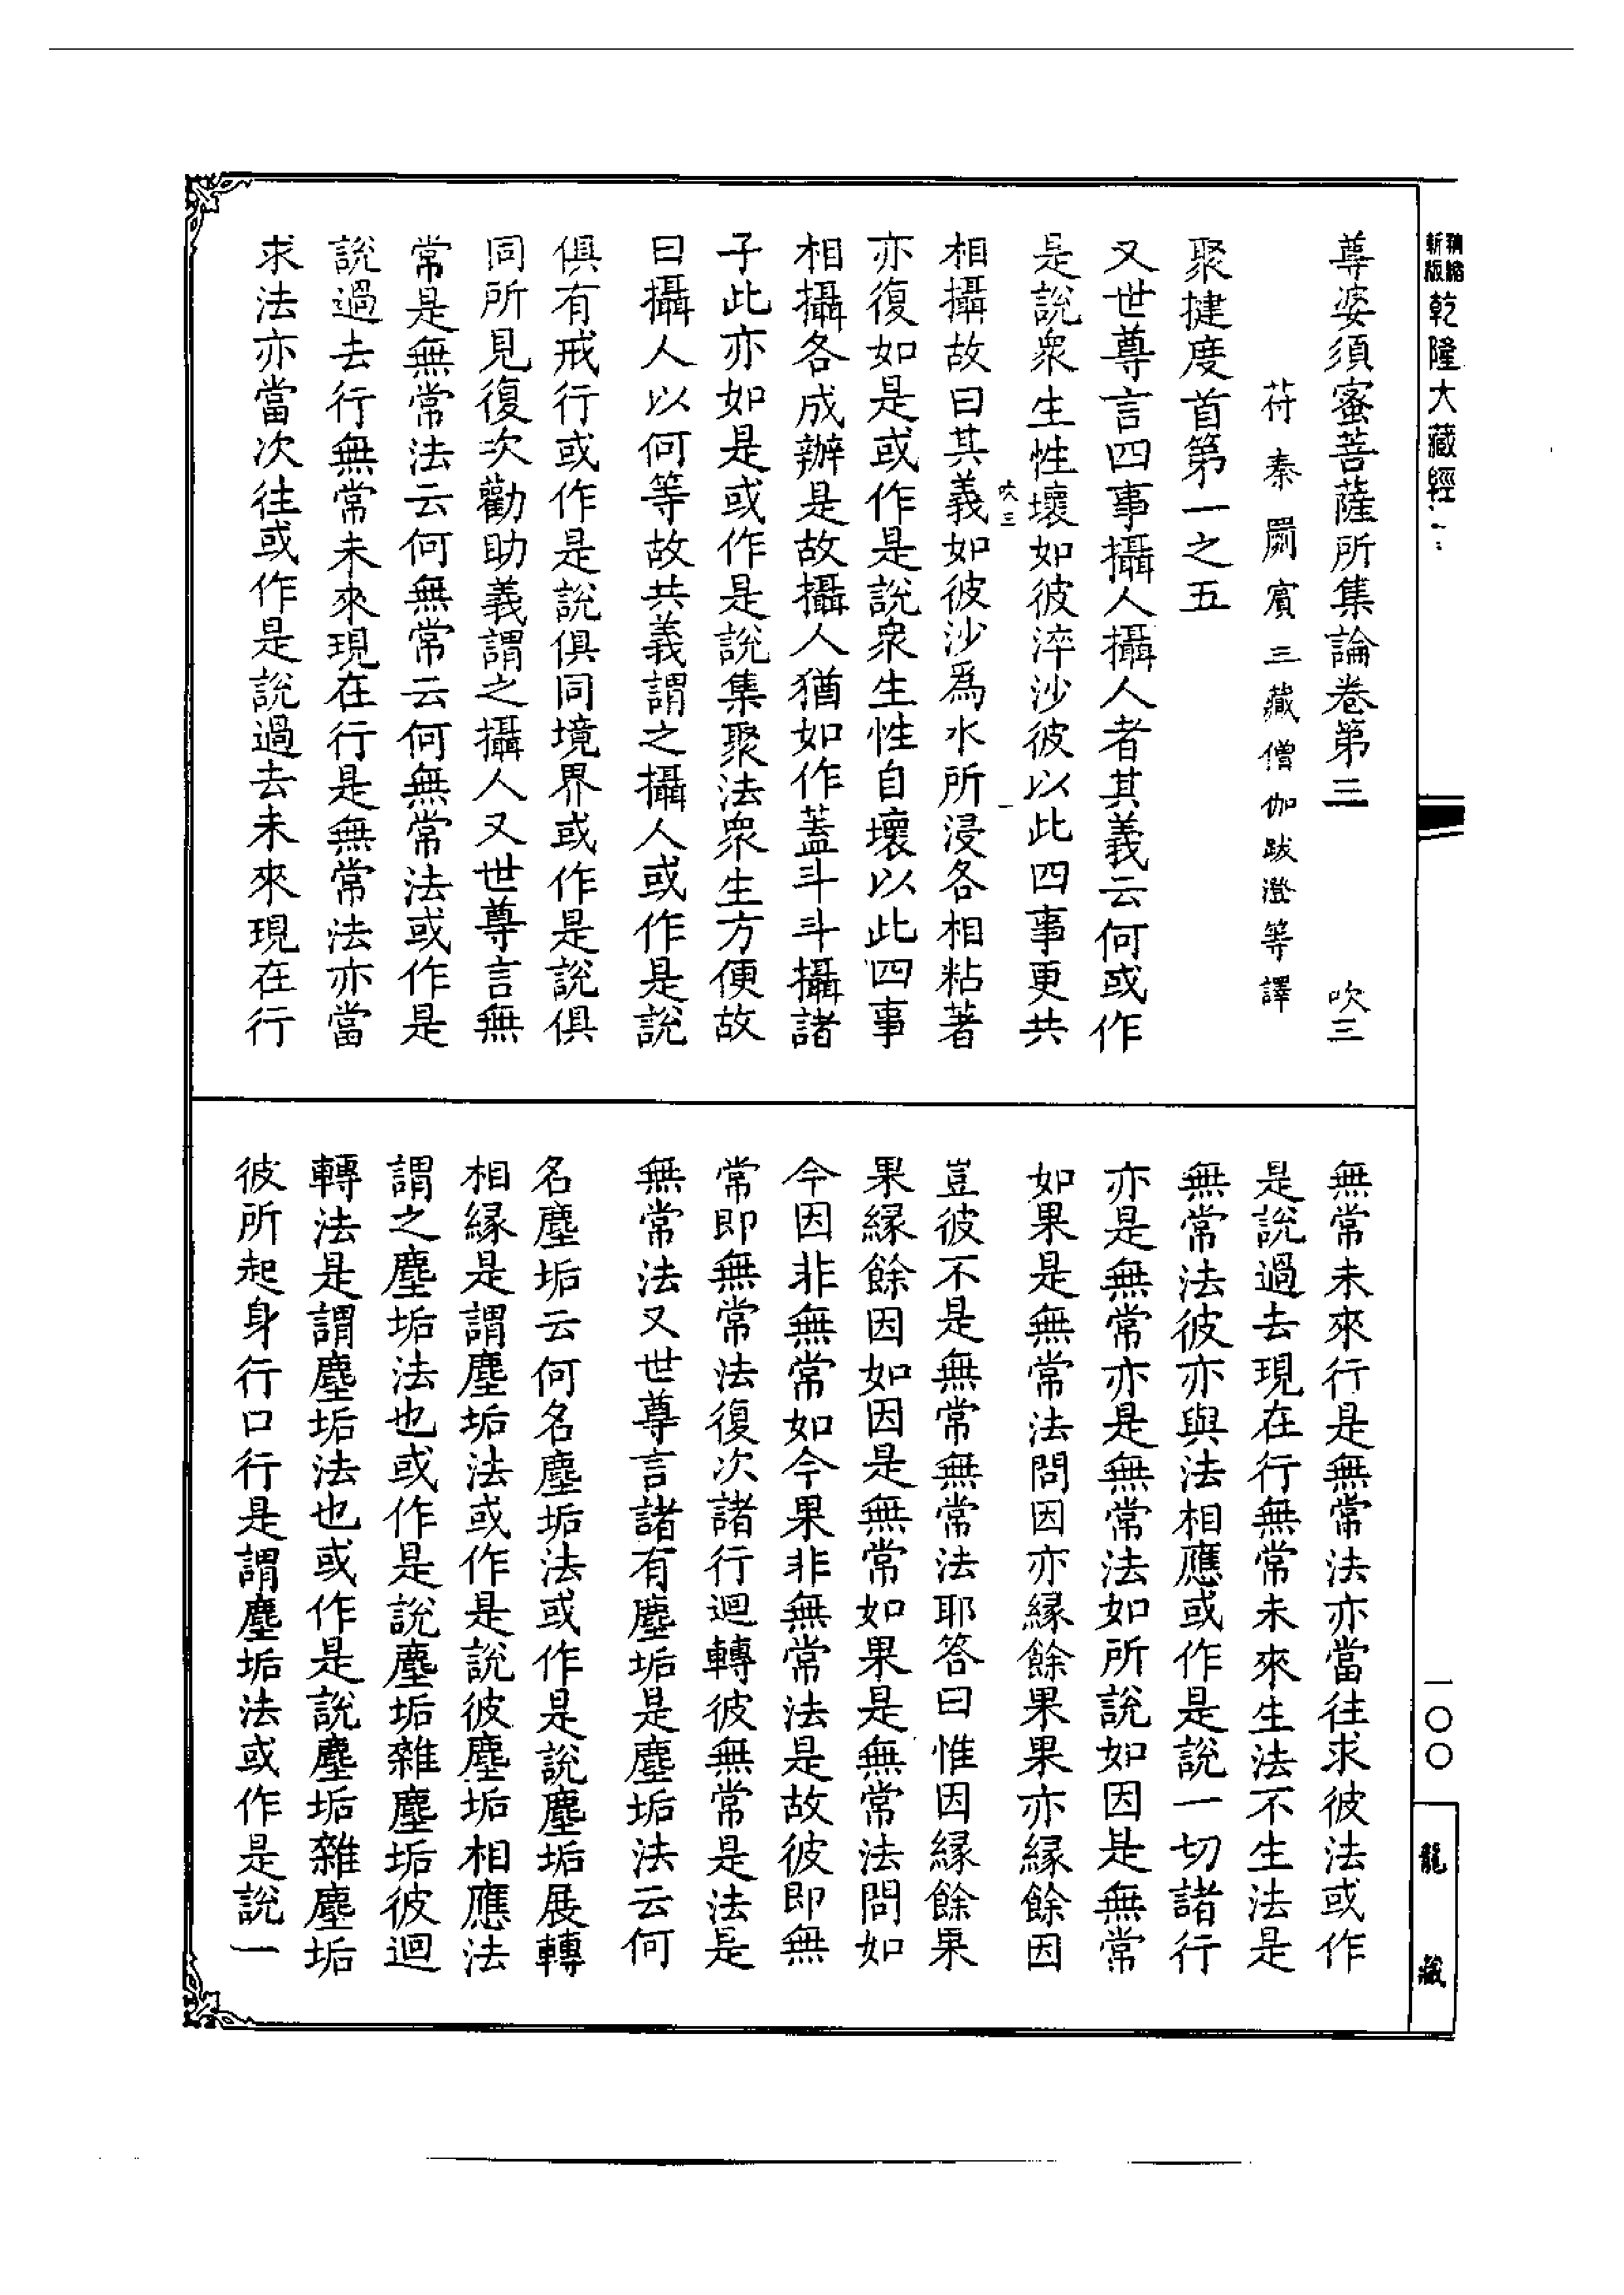 精縮
新版
乾隆大藏經
尊婆須蜜菩薩所集論卷第三 吹三
苻秦罽賓三藏僧伽跋澄等譯
聚揵度首第一之五
又世尊言四事攝人攝人者其義云何或作
是說衆生性壞如彼淬沙彼以此四事更共
吹三
一
相攝故曰其義如彼沙爲水所浸各相粘著
亦復如是或作是說衆生性自壞以此四事
相攝各成辦是故攝人猶如作蓋斗斗攝諸
子此亦如是或作是說集聚法衆生方便故
曰攝人以何等故共義謂之攝人或作是說
俱有戒行或作是說俱同境界或作是說俱
同所見復次勸助義謂之攝人又世尊言無
常是無常法云何無常云何無常法或作是
說過去行無常未來現在行是無常法亦當
求法亦當次往或作是說過去未來現在行
無常未來行是無常法亦當往求彼法或作
是說過去現在行無常未來生法不生法是
無常法彼亦與法相應或作是說一切諸行
亦是無常亦是無常法如所說如因是無常
如果是無常法問因亦緣餘果果亦緣餘因
豈彼不是無常無常法耶答曰惟因緣餘果
果緣餘因如因是無常如果是無常法問如
今因非無常如今果非無常法是故彼即無
常即無常法復次諸行迴轉彼無常是法是
無常法又世尊言諸有塵垢是塵垢法云何
名塵垢云何名塵垢法或作是說塵垢展轉
相緣是謂塵垢法或作是說彼塵垢相應法
謂之塵垢法也或作是說塵垢雜塵垢彼迴
轉法是謂塵垢法也或作是說塵垢雜塵垢
彼所起身行口行是謂塵垢法或作是說一
一〇〇
龍藏